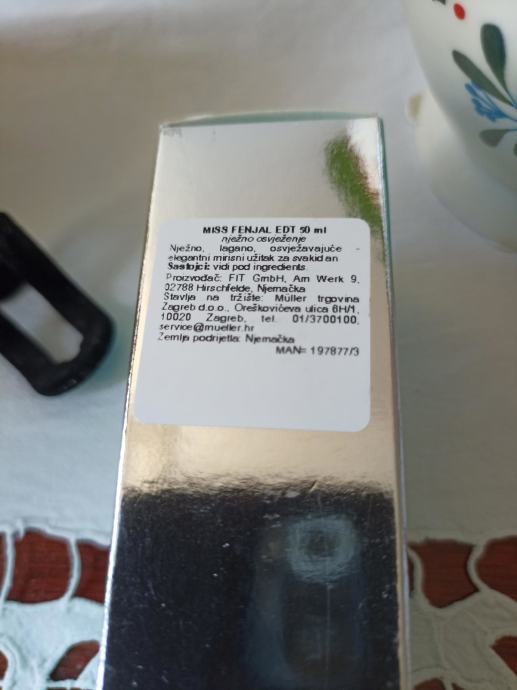 MISS FENJAL EDT 50 ml
nježno osvježenje
Nježno, lagano, osvježavajuće -
elegantni mirisni užitak za svaki dan
Sastojci: vidi pod ingredients.
Proizvođač: FIT GmbH, Am Werk 9,
02788 Hirschfelde, Njemačka
Stavlja na tržište: Müller trgovina
Zagreb d.o.o., Oreškovićeva ulica 6H/1,
10020 Zagreb, tel. 01/3700100,
service@mueller.hr
Zemlja podrijetla: Njemačka
MAN= 197877/3